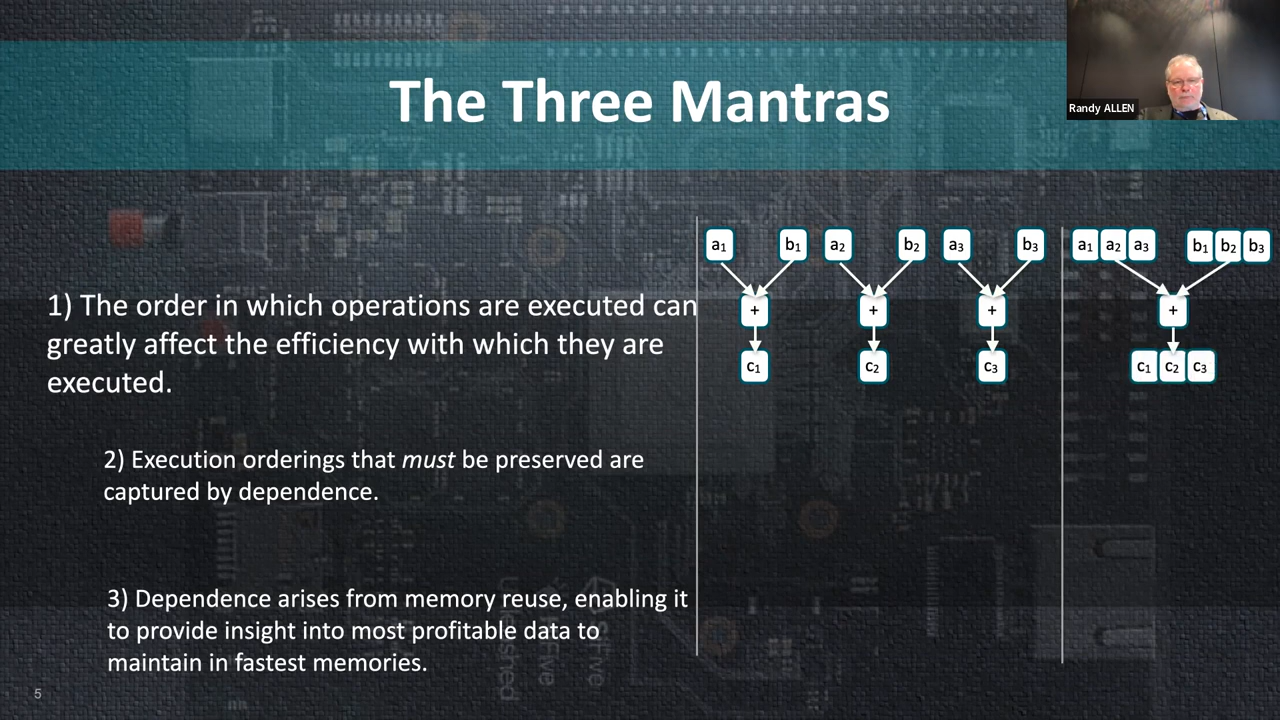 The Three Mantras
Randy ALLEN
1) The order in which operations are executed can
greatly affect the efficiency with which they are
executed.
2) Execution orderings that must be preserved are
captured by dependence.
3) Dependence arises from memory reuse, enabling it
to provide insight into most profitable data to
maintain in fastest memories.
a₁ b₁ a₂ b₂ a₃ b₃
+ + +
c₁ c₂ c₃
a₁ a₂ a₃ b₁ b₂ b₃
+
c₁ c₂ c₃
SiFive
5